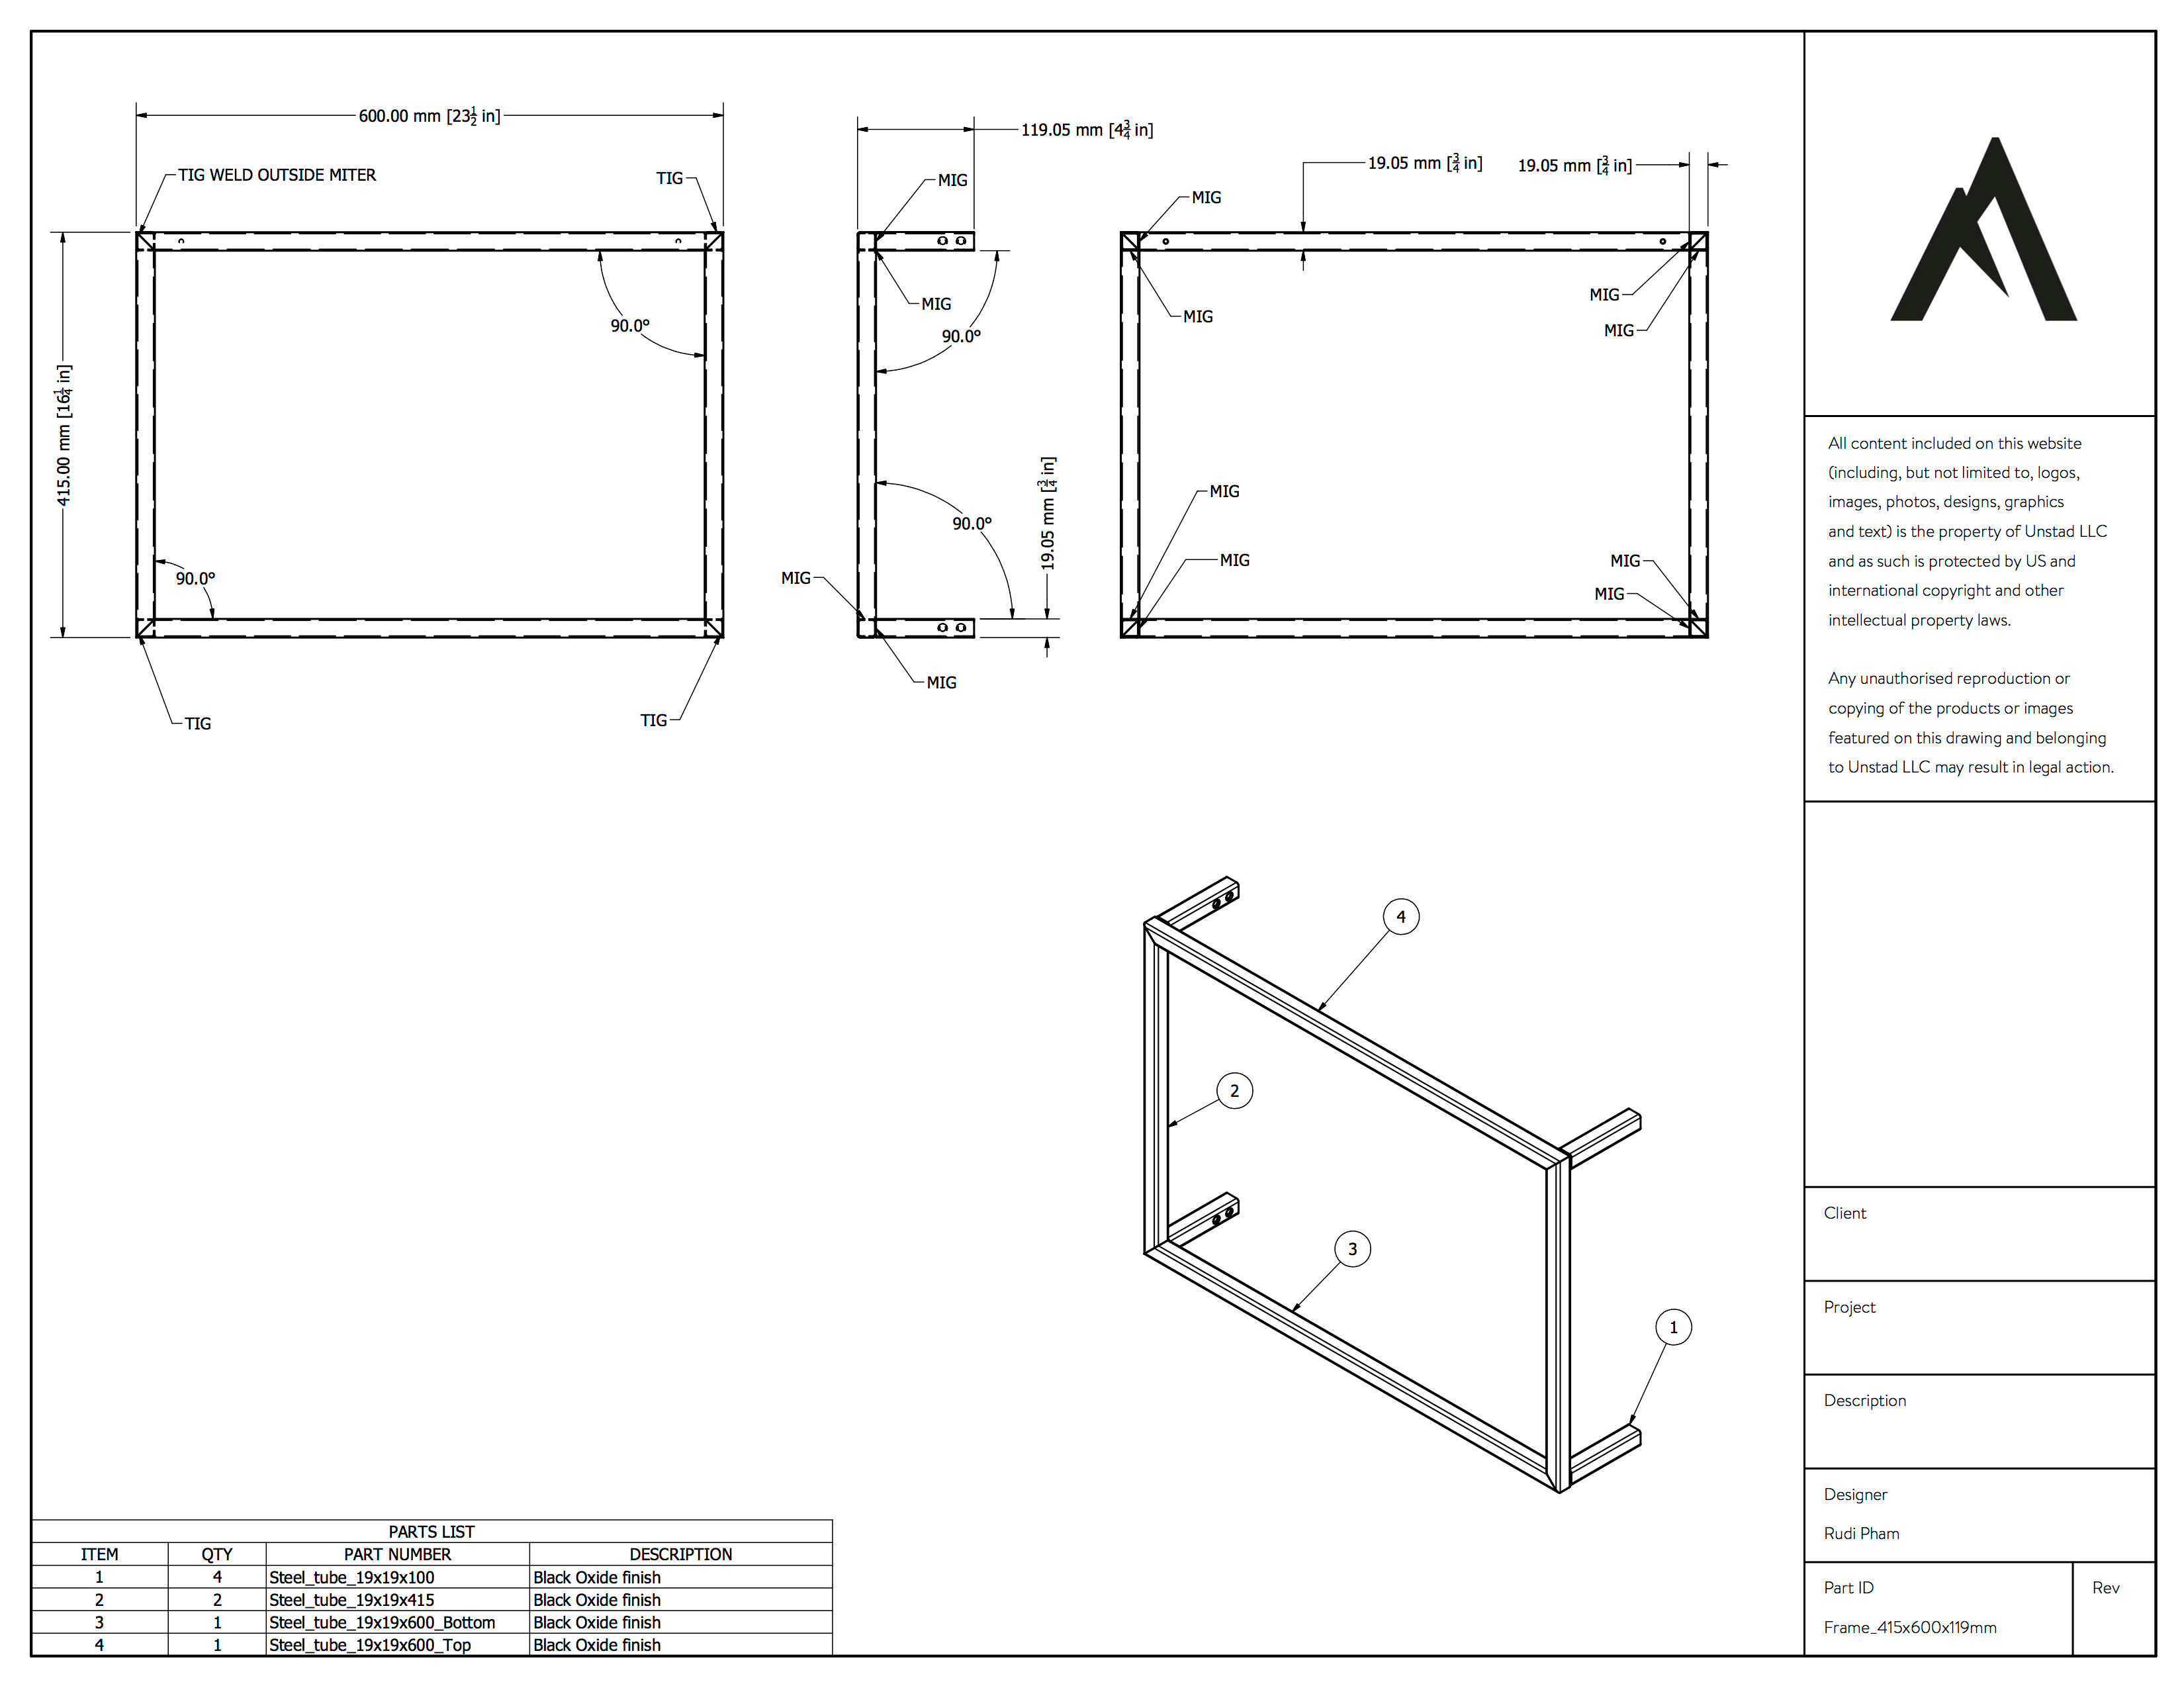 600.00 mm [23 1/2 in]
119.05 mm [4 3/4 in]
19.05 mm [3/4 in]
19.05 mm [3/4 in]
TIG WELD OUTSIDE MITER
TIG
MIG
MIG
MIG
MIG
MIG
MIG
90.0°
90.0°
415.00 mm [16 1/4 in]
19.05 mm [3/4 in]
90.0°
90.0°
MIG
MIG
MIG
MIG
MIG
MIG
TIG
TIG
4
2
3
1
PARTS LIST
ITEM QTY PART NUMBER DESCRIPTION
1 4 Steel_tube_19x19x100 Black Oxide finish
2 2 Steel_tube_19x19x415 Black Oxide finish
3 1 Steel_tube_19x19x600_Bottom Black Oxide finish
4 1 Steel_tube_19x19x600_Top Black Oxide finish
All content included on this website
(including, but not limited to, logos,
images, photos, designs, graphics
and text) is the property of Unstad LLC
and as such is protected by US and
international copyright and other
intellectual property laws.
Any unauthorised reproduction or
copying of the products or images
featured on this drawing and belonging
to Unstad LLC may result in legal action.
Client
Project
Description
Designer
Rudi Pham
Part ID
Rev
Frame_415x600x119mm